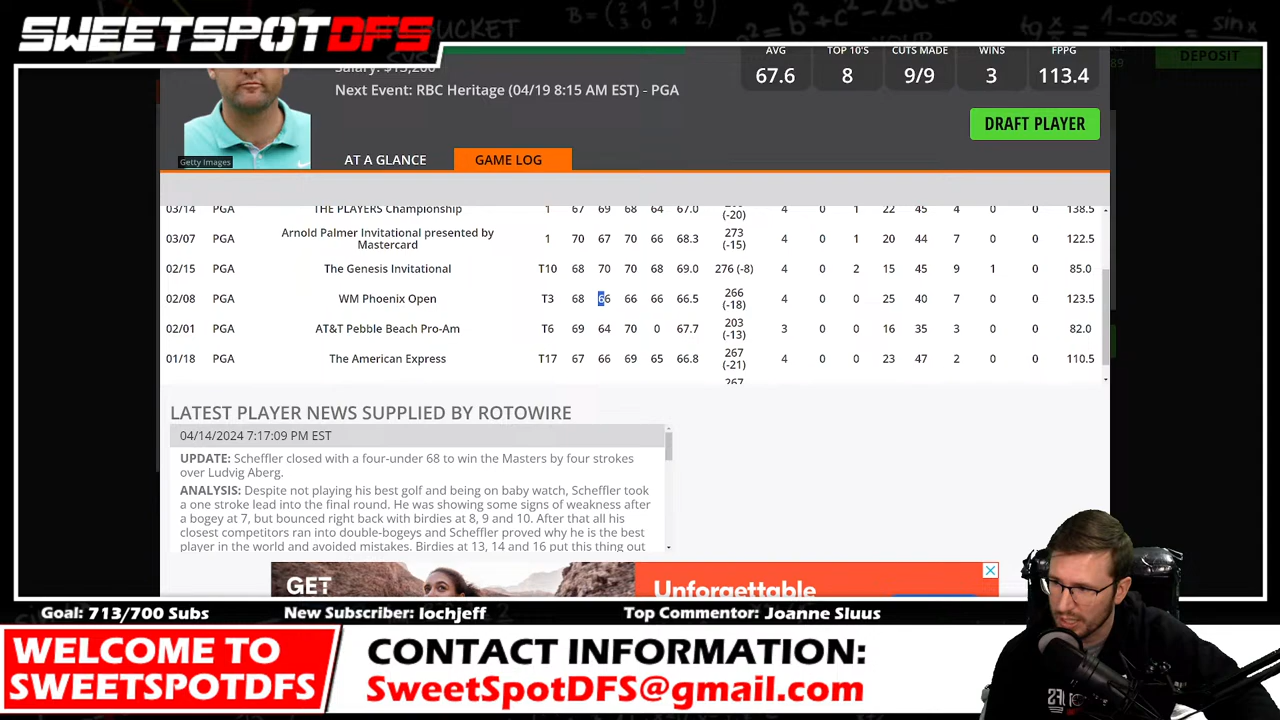 SWEETSPOTDFS
DEPOSIT
Next Event: RBC Heritage (04/19 8:15 AM EST) - PGA
AVG TOP 10'S CUTS MADE WINS FPPG
67.6 8 9/9 3 113.4
DRAFT PLAYER
Getty Images
AT A GLANCE GAME LOG
03/14 PGA THE PLAYERS Championship 1 67 69 68 64 67.0 (-20) 4 0 1 22 45 4 0 0 138.5
03/07 PGA Arnold Palmer Invitational presented by Mastercard 1 70 67 70 66 68.3 273 (-15) 4 0 1 20 44 7 0 0 122.5
02/15 PGA The Genesis Invitational T10 68 70 70 68 69.0 276 (-8) 4 0 2 15 45 9 1 0 85.0
02/08 PGA WM Phoenix Open T3 68 66 66 66 66.5 266 (-18) 4 0 0 25 40 7 0 0 123.5
02/01 PGA AT&T Pebble Beach Pro-Am T6 69 64 70 0 67.7 203 (-13) 3 0 0 16 35 3 0 0 82.0
01/18 PGA The American Express T17 67 66 69 65 66.8 267 (-21) 4 0 0 23 47 2 0 0 110.5
267
LATEST PLAYER NEWS SUPPLIED BY ROTOWIRE
04/14/2024 7:17:09 PM EST
UPDATE: Scheffler closed with a four-under 68 to win the Masters by four strokes
over Ludvig Aberg.
ANALYSIS: Despite not playing his best golf and being on baby watch, Scheffler took
a one stroke lead into the final round. He was showing some signs of weakness after
a bogey at 7, but bounced right back with birdies at 8, 9 and 10. After that all his
closest competitors ran into double-bogeys and Scheffler proved why he is the best
player in the world and avoided mistakes. Birdies at 13, 14 and 16 put this thing out
GET
Unforgettable
Goal: 713/700 Subs New Subscriber: lochjeff Top Commentor: Joanne Sluus
WELCOME TO
SWEETSPOTDFS
CONTACT INFORMATION:
SweetSpotDFS@gmail.com